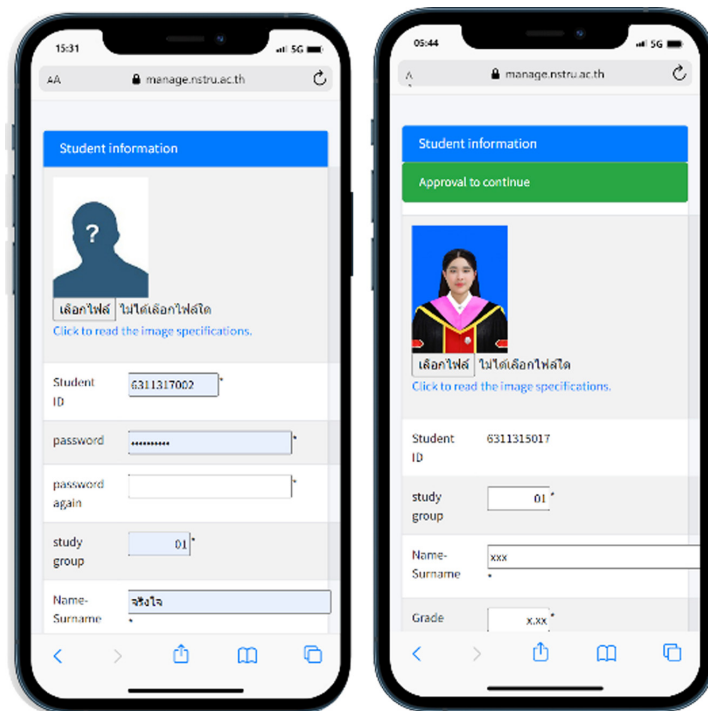 15:31
5G
AA
manage.nstru.ac.th
Student information
?
เลือกไฟล์ ไม่ได้เลือกไฟล์ใด
Click to read the image specifications.
Student ID
6311317002 *
password
•••••••••• *
password again
*
study group
01 *
Name-Surname
จริงใจ
*
05:44
5G
manage.nstru.ac.th
Student information
Approval to continue
เลือกไฟล์ ไม่ได้เลือกไฟล์ใด
Click to read the image specifications.
Student ID
6311315017
study group
01 *
Name-Surname
xxx
*
Grade
x.xx *